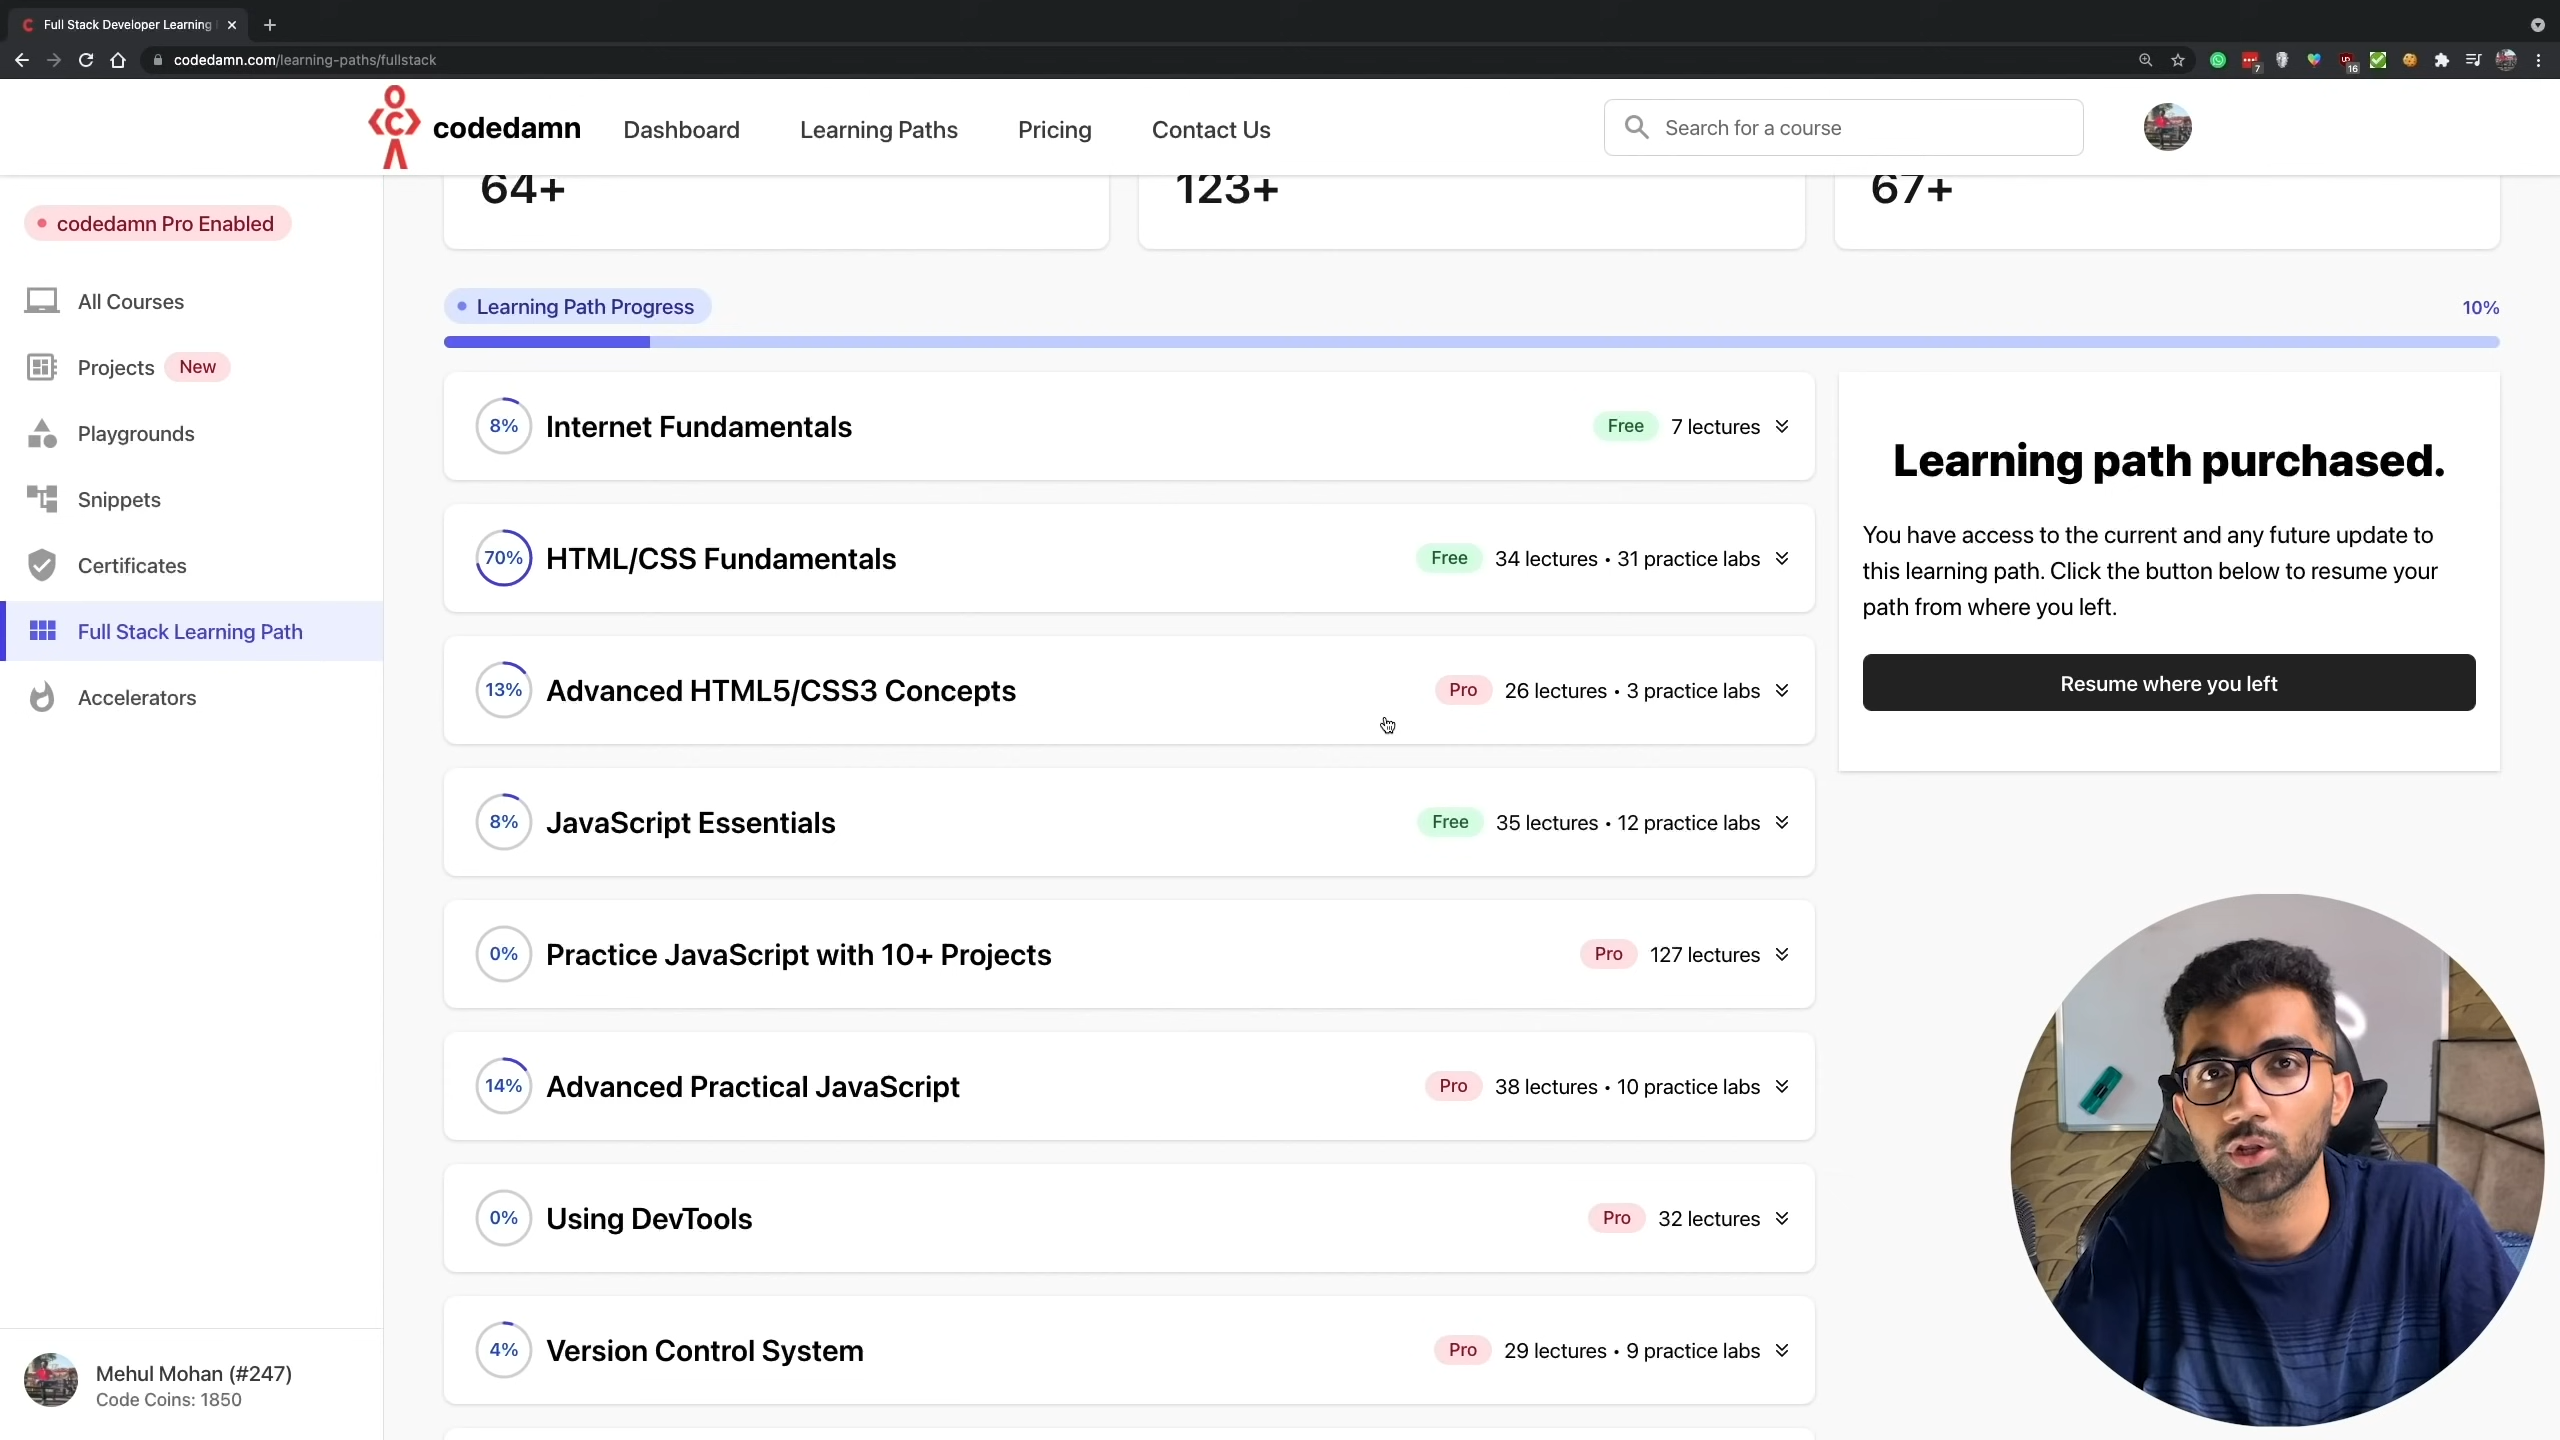 Full Stack Developer Learning
codedamn.com/learning-paths/fullstack
7
16
codedamn
Dashboard
Learning Paths
Pricing
Contact Us
Search for a course
codedamn Pro Enabled
All Courses
Projects New
Playgrounds
Snippets
Certificates
Full Stack Learning Path
Accelerators
Mehul Mohan (#247)
Code Coins: 1850
64+
123+
67+
Learning Path Progress
10%
8% Internet Fundamentals Free 7 lectures
70% HTML/CSS Fundamentals Free 34 lectures • 31 practice labs
13% Advanced HTML5/CSS3 Concepts Pro 26 lectures • 3 practice labs
8% JavaScript Essentials Free 35 lectures • 12 practice labs
0% Practice JavaScript with 10+ Projects Pro 127 lectures
14% Advanced Practical JavaScript Pro 38 lectures • 10 practice labs
0% Using DevTools Pro 32 lectures
4% Version Control System Pro 29 lectures • 9 practice labs
Learning path purchased.
You have access to the current and any future update to
this learning path. Click the button below to resume your
path from where you left.
Resume where you left